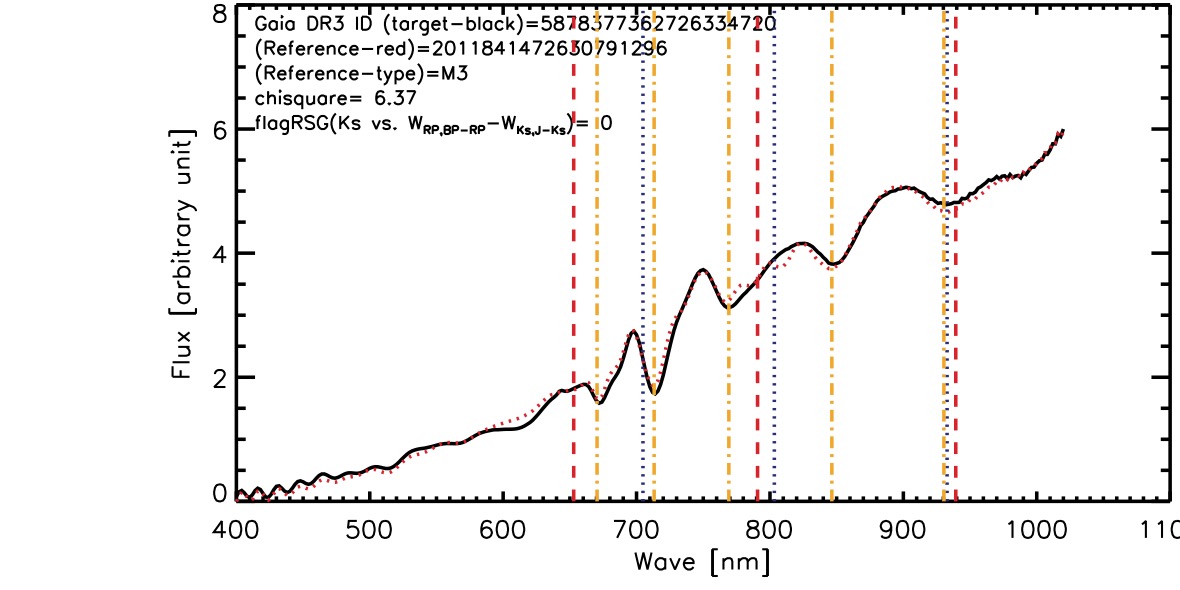 Gaia DR3 ID (target-black)=5878377362726334720
(Reference-red)=2011841472630791296
(Reference-type)=M3
chisquare= 6.37
flagRSG(Ks vs. W_RP,BP-RP-W_Ks,J-Ks)= 0
8
6
4
2
0
Flux [arbitrary unit]
400 500 600 700 800 900 1000 110
Wave [nm]